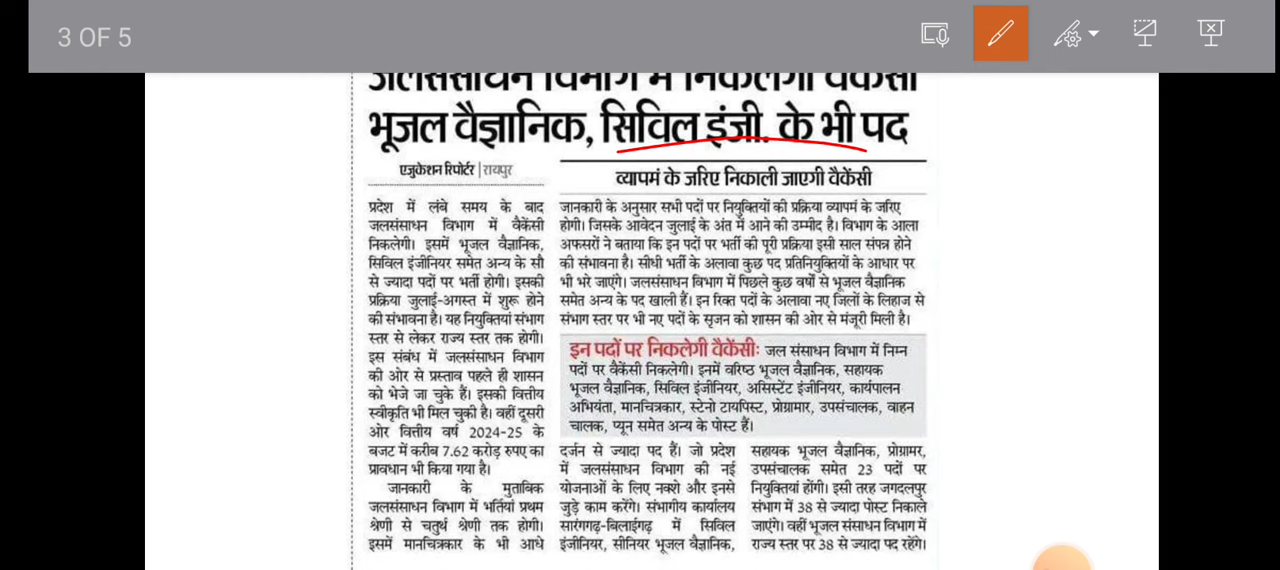 3 OF 5
जलसंसाधन विभाग में निकलेगी वैकेंसी
भूजल वैज्ञानिक, सिविल इंजी. के भी पद
एजुकेशन रिपोर्टर | रायपुर
प्रदेश में लंबे समय के बाद
जलसंसाधन विभाग में वैकेंसी
निकलेगी। इसमें भूजल वैज्ञानिक,
सिविल इंजीनियर समेत अन्य के सौ
से ज्यादा पदों पर भर्ती होगी। इसकी
प्रक्रिया जुलाई-अगस्त में शुरू होने
की संभावना है। यह नियुक्तियां संभाग
स्तर से लेकर राज्य स्तर तक होगी।
इस संबंध में जलसंसाधन विभाग
की ओर से प्रस्ताव पहले ही शासन
को भेजे जा चुके हैं। इसकी वित्तीय
स्वीकृति भी मिल चुकी है। वहीं दूसरी
ओर वित्तीय वर्ष 2024-25 के
बजट में करीब 7.62 करोड़ रुपए का
प्रावधान भी किया गया है।
जानकारी के मुताबिक
जलसंसाधन विभाग में भर्तियां प्रथम
श्रेणी से चतुर्थ श्रेणी तक होगी।
इसमें मानचित्रकार के भी आधे
व्यापमं के जरिए निकाली जाएगी वैकेंसी
जानकारी के अनुसार सभी पदों पर नियुक्तियों की प्रक्रिया व्यापमं के जरिए
होगी। जिसके आवेदन जुलाई के अंत में आने की उम्मीद है। विभाग के आला
अफसरों ने बताया कि इन पदों पर भर्ती की पूरी प्रक्रिया इसी साल संपन्न होने
की संभावना है। सीधी भर्ती के अलावा कुछ पद प्रतिनियुक्तियों के आधार पर
भी भरे जाएंगे। जलसंसाधन विभाग में पिछले कुछ वर्षों से भूजल वैज्ञानिक
समेत अन्य के पद खाली हैं। इन रिक्त पदों के अलावा नए जिलों के लिहाज से
संभाग स्तर पर भी नए पदों के सृजन को शासन की ओर से मंजूरी मिली है।
इन पदों पर निकलेगी वैकेंसी: जल संसाधन विभाग में निम्न
पदों पर वैकेंसी निकलेगी। इनमें वरिष्ठ भूजल वैज्ञानिक, सहायक
भूजल वैज्ञानिक, सिविल इंजीनियर, असिस्टेंट इंजीनियर, कार्यपालन
अभियंता, मानचित्रकार, स्टेनो टायपिस्ट, प्रोग्रामार, उपसंचालक, वाहन
चालक, प्यून समेत अन्य के पोस्ट हैं।
दर्जन से ज्यादा पद हैं। जो प्रदेश
में जलसंसाधन विभाग की नई
योजनाओं के लिए नक्शे और इनसे
जुड़े काम करेंगे। संभागीय कार्यालय
सारंगगढ़-बिलाईगढ़ में सिविल
इंजीनियर, सीनियर भूजल वैज्ञानिक,
सहायक भूजल वैज्ञानिक, प्रोग्रामर,
उपसंचालक समेत 23 पदों पर
नियुक्तियां होंगी। इसी तरह जगदलपुर
संभाग में 38 से ज्यादा पोस्ट निकाले
जाएंगे। वहीं भूजल संसाधन विभाग में
राज्य स्तर पर 38 से ज्यादा पद रहेंगे।